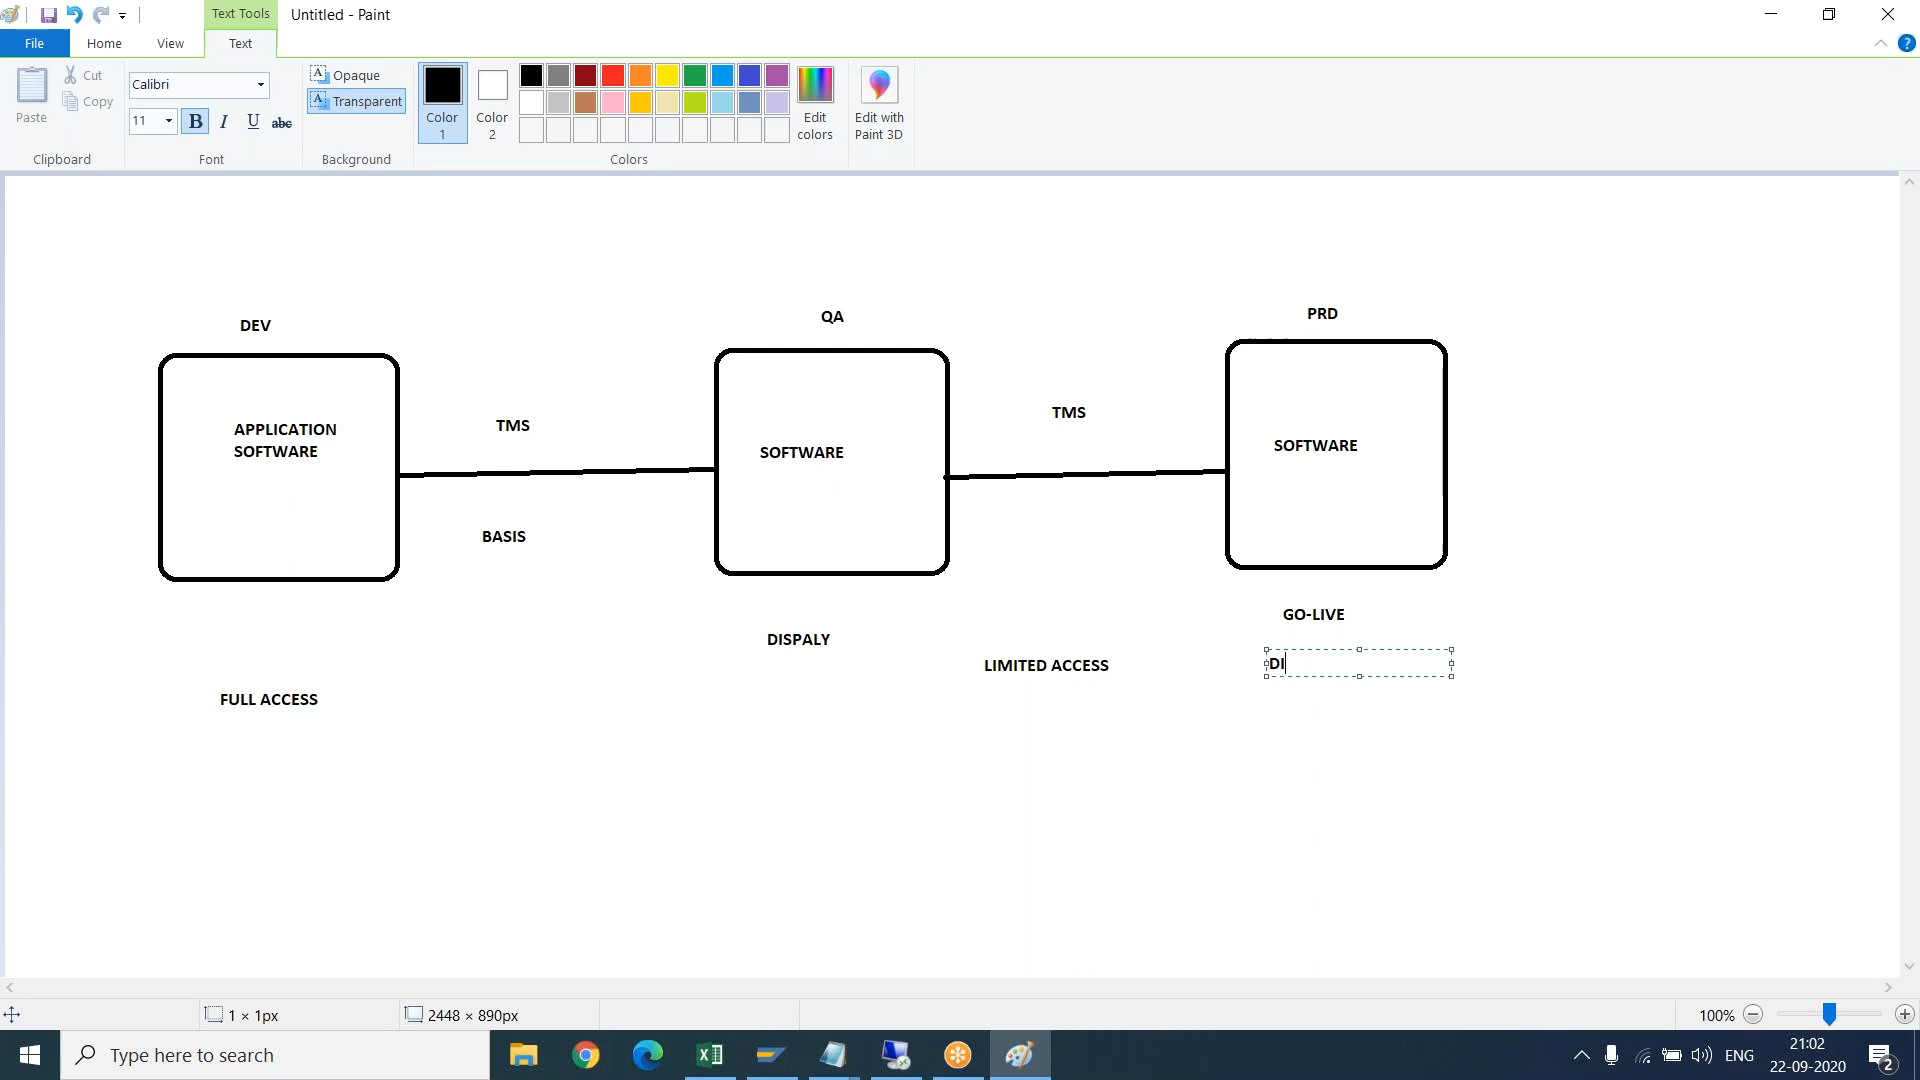 Text Tools
Untitled - Paint
File
Home
View
Text
Paste
Cut
Copy
Clipboard
Calibri
11
B
I
U
abc
Font
A
Opaque
A
Transparent
Background
Color
1
Color
2
Edit
colors
Colors
Edit with
Paint 3D
?
DEV
QA
PRD
APPLICATION
SOFTWARE
TMS
SOFTWARE
TMS
SOFTWARE
BASIS
DISPALY
LIMITED ACCESS
GO-LIVE
DI
FULL ACCESS
1 × 1px
2448 × 890px
100%
Type here to search
ENG
21:02
22-09-2020
2